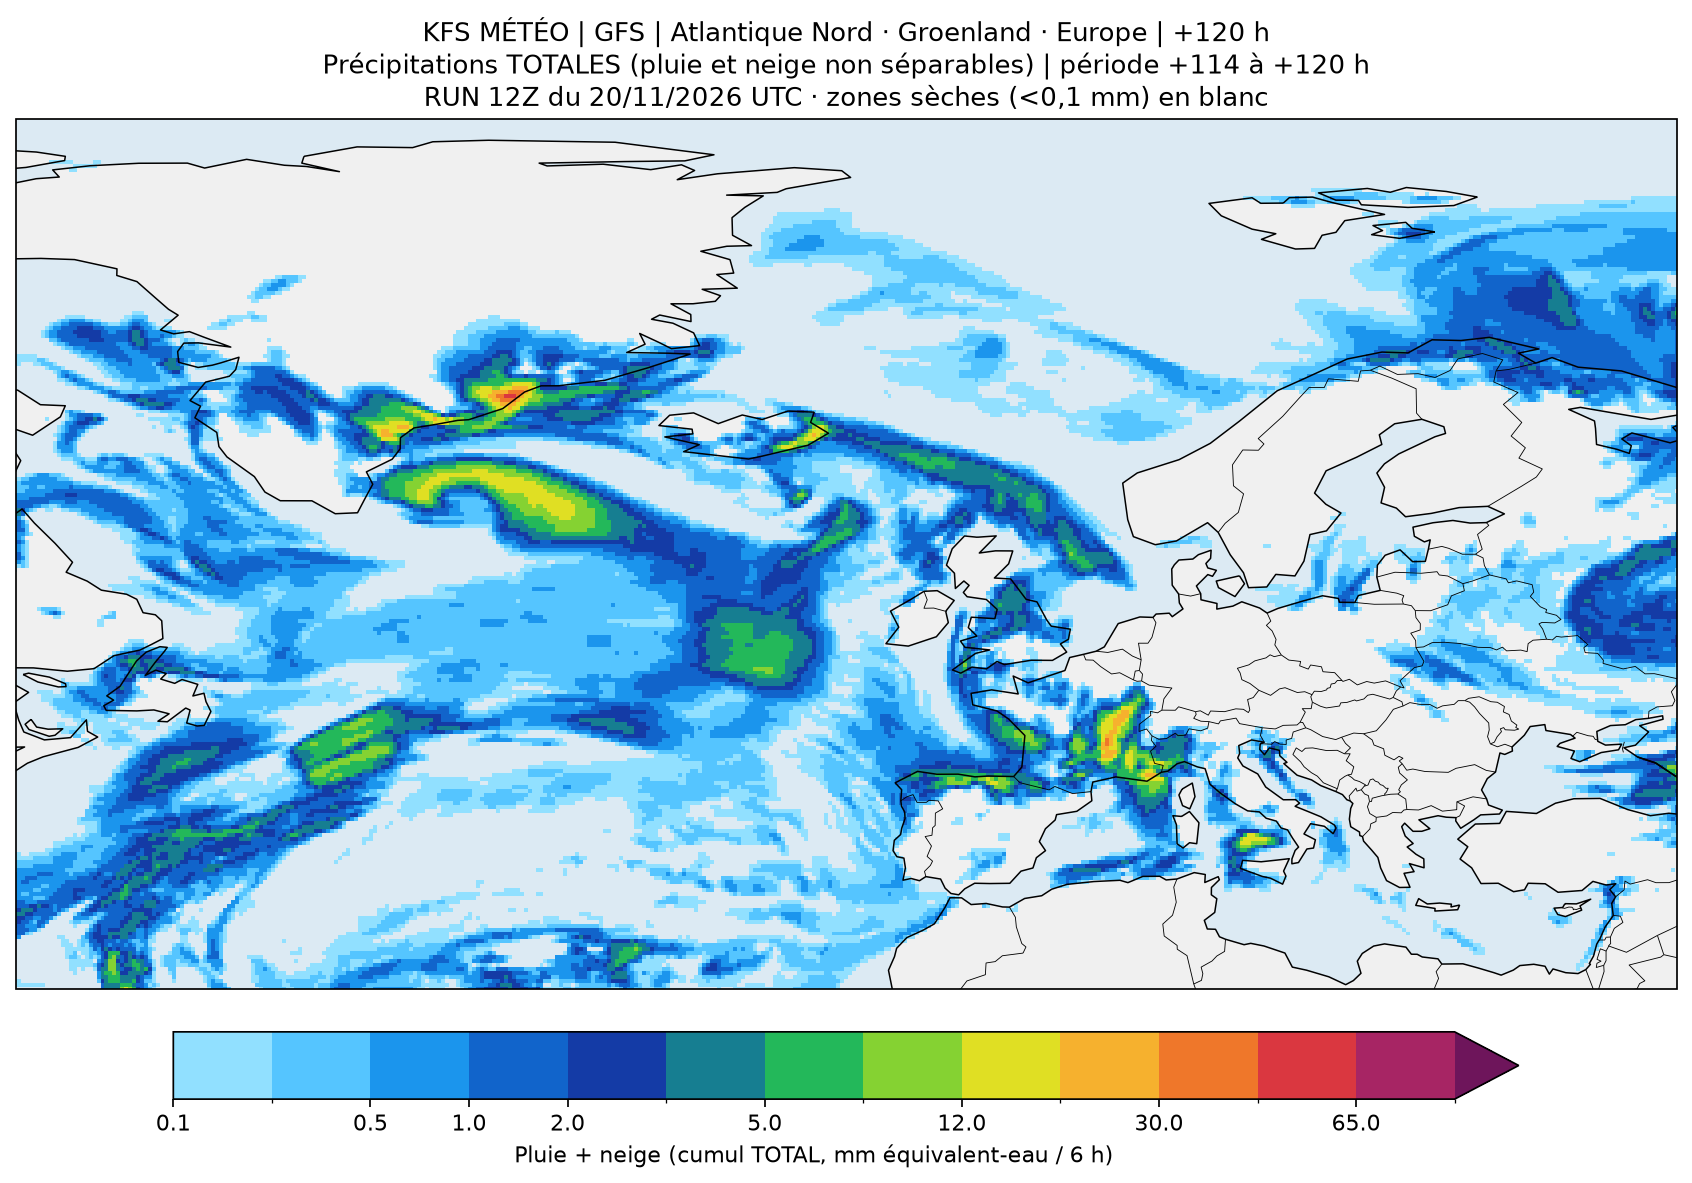 KFS MÉTÉO | GFS | Atlantique Nord · Groenland · Europe | +120 h
Précipitations TOTALES (pluie et neige non séparables) | période +114 à +120 h
RUN 12Z du 20/11/2026 UTC · zones sèches (<0,1 mm) en blanc
0.1 0.5 1.0 2.0 5.0 12.0 30.0 65.0
Pluie + neige (cumul TOTAL, mm équivalent-eau / 6 h)